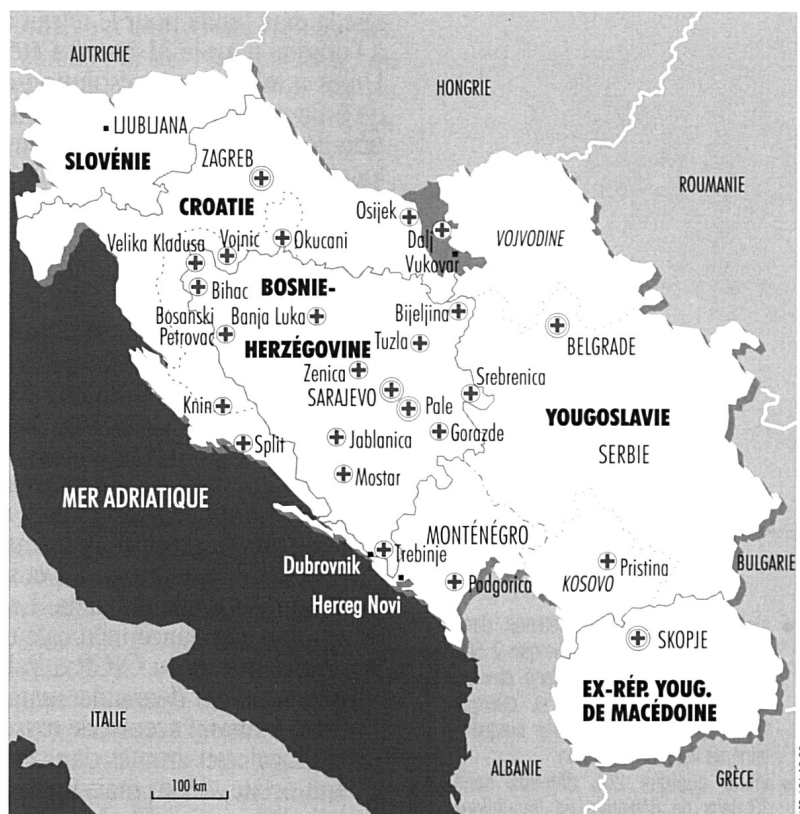 AUTRICHE
HONGRIE
LJUBLJANA
SLOVÉNIE
ZAGREB
ROUMANIE
CROATIE
Osijek
Dalj
Vukovar
VOJVODINE
Velika Kladusa
Vojnic
Okucani
Bihac
BOSNIE-
HERZÉGOVINE
Bosanski
Petrovac
Banja Luka
Bijeljina
Tuzla
BELGRADE
Zenica
SARAJEVO
Srebrenica
Pale
Knin
YOUGOSLAVIE
SERBIE
Split
Jablanica
Gorazde
Mostar
MER ADRIATIQUE
MONTÉNÉGRO
Dubrovnik
Trebinje
Herceg Novi
Podgorica
Pristina
KOSOVO
BULGARIE
SKOPJE
EX-RÉP. YOUG.
DE MACÉDOINE
ITALIE
100 km
ALBANIE
GRÈCE